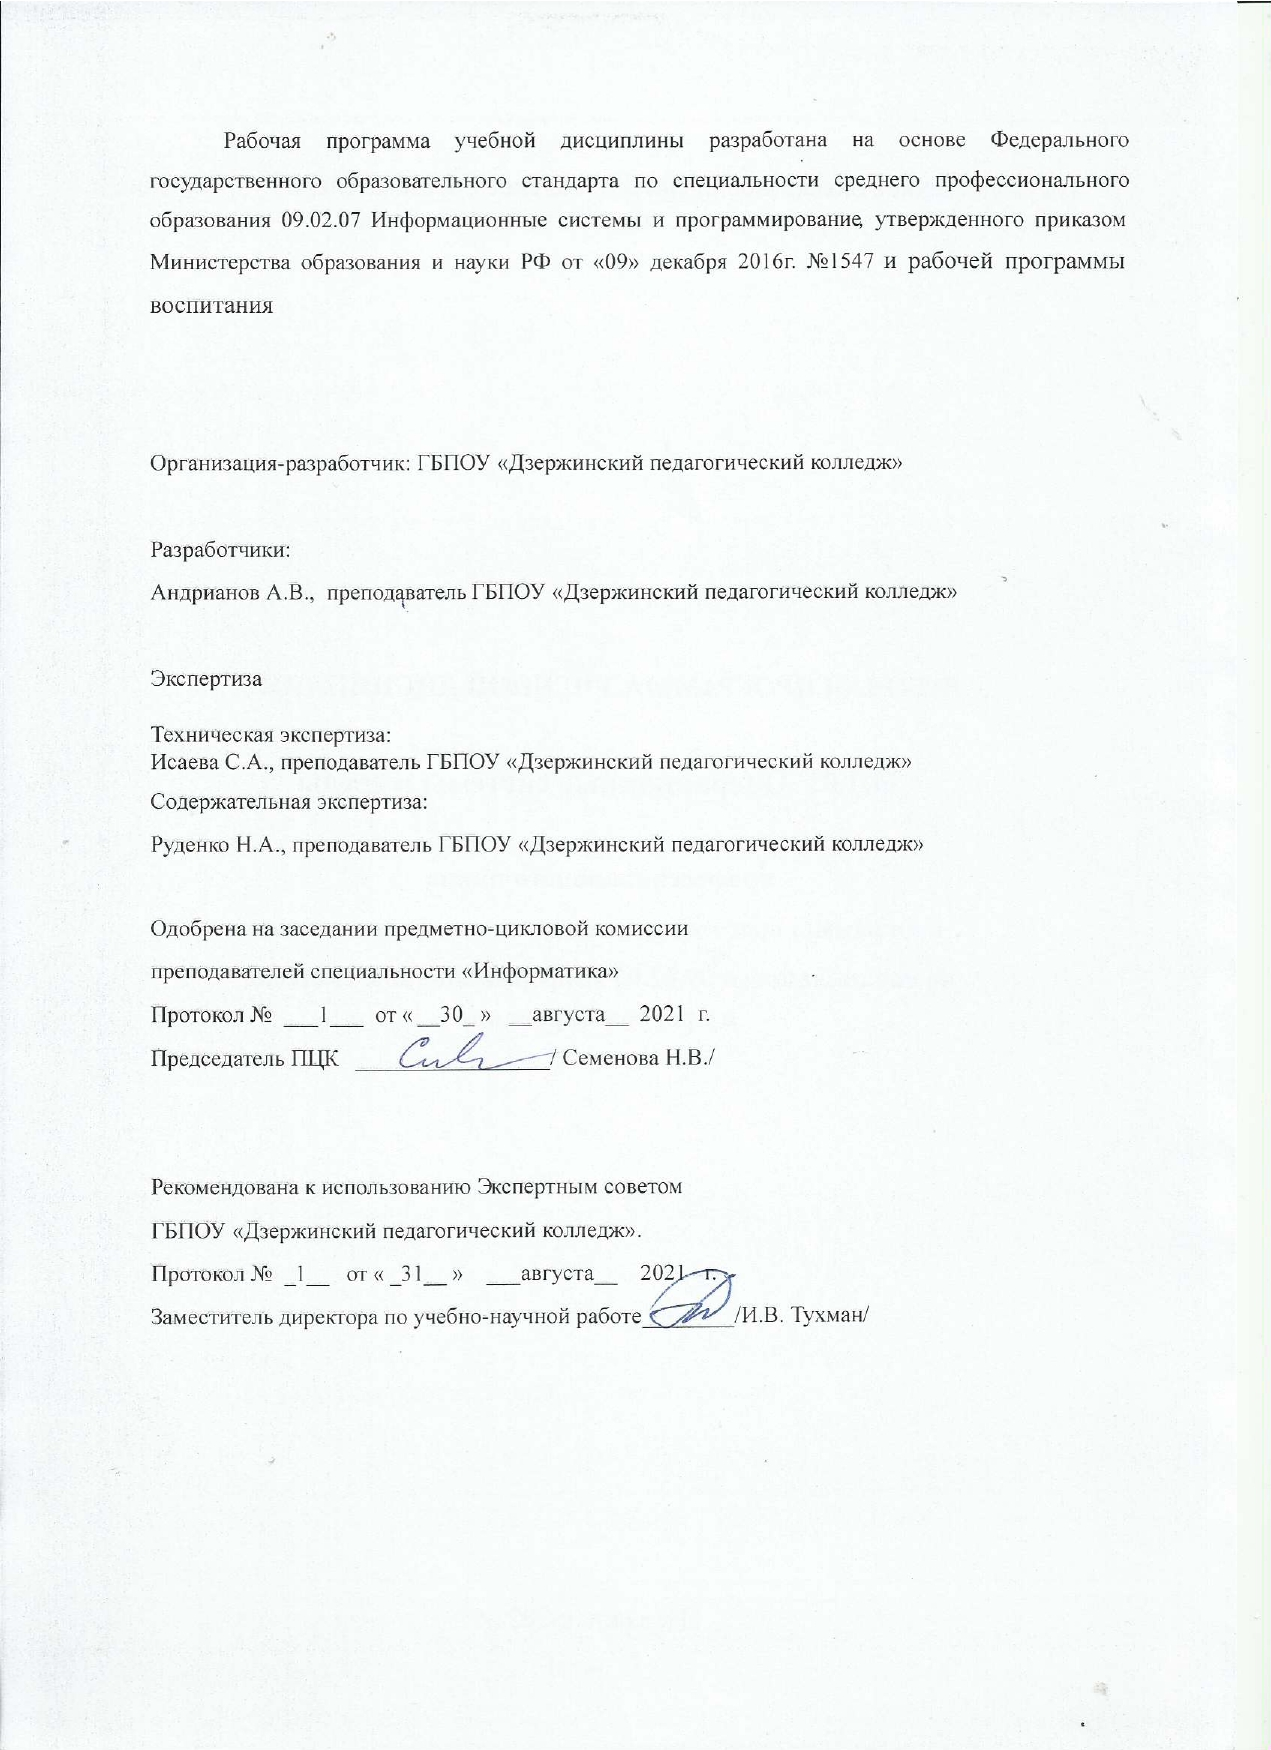 Рабочая программа учебной дисциплины разработана на основе Федерального
государственного образовательного стандарта по специальности среднего профессионального
образования 09.02.07 Информационные системы и программирование, утвержденного приказом
Министерства образования и науки РФ от «09» декабря 2016г. №1547 и рабочей программы
воспитания
Организация-разработчик: ГБПОУ «Дзержинский педагогический колледж»
Разработчики:
Андрианов А.В., преподаватель ГБПОУ «Дзержинский педагогический колледж»
Экспертиза
Техническая экспертиза:
Исаева С.А., преподаватель ГБПОУ «Дзержинский педагогический колледж»
Содержательная экспертиза:
Руденко Н.А., преподаватель ГБПОУ «Дзержинский педагогический колледж»
Одобрена на заседании предметно-цикловой комиссии
преподавателей специальности «Информатика»
Протокол № ___1___ от « __30_ » __августа__ 2021 г.
Председатель ПЦК _________________/ Семенова Н.В./
Рекомендована к использованию Экспертным советом
ГБПОУ «Дзержинский педагогический колледж».
Протокол № _1__ от « _31__ » ___августа__ 2021 г.
Заместитель директора по учебно-научной работе________/И.В. Тухман/